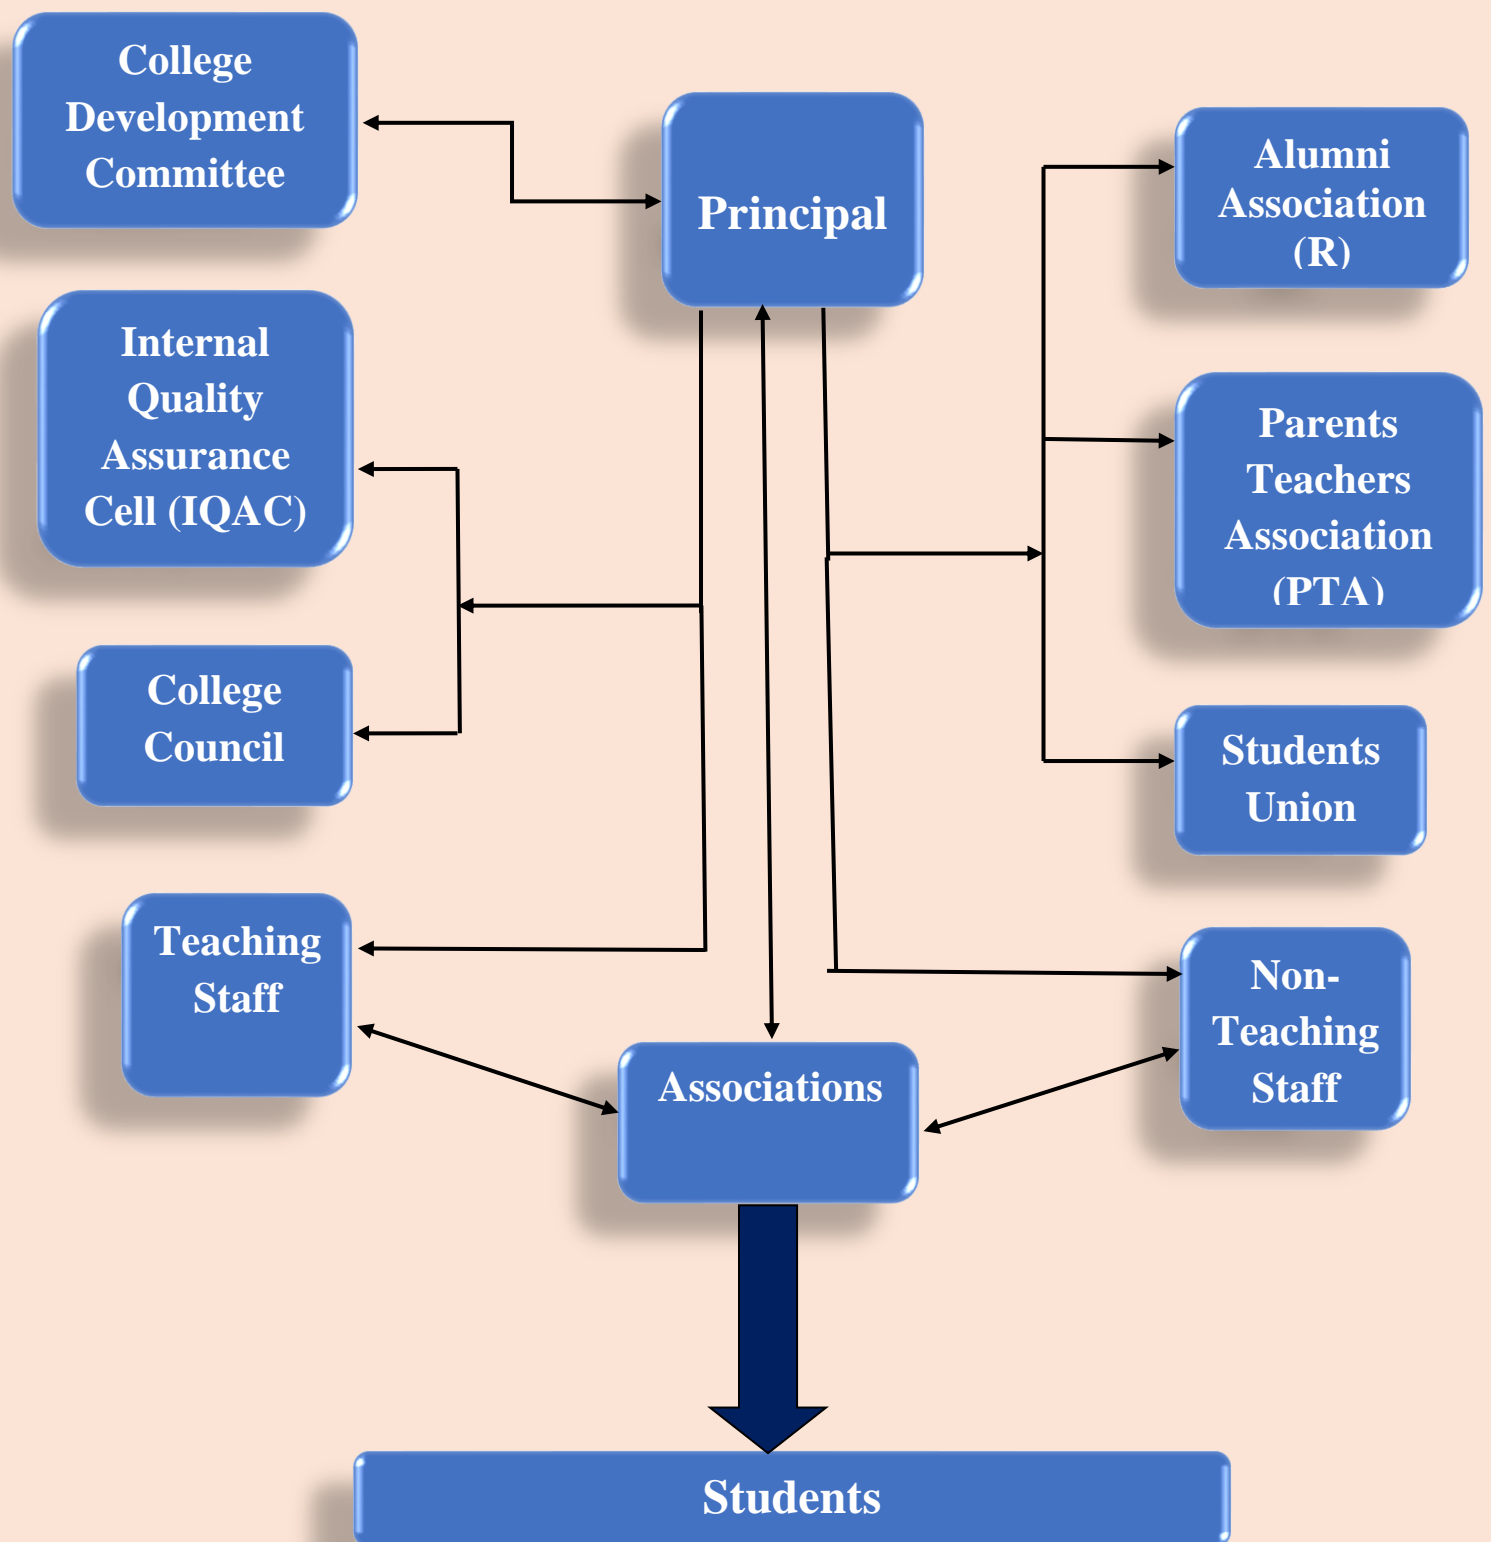 College
Development
Committee
Principal
Alumni
Association
(R)
Internal
Quality
Assurance
Cell (IQAC)
Parents
Teachers
Association
(PTA)
College
Council
Students
Union
Teaching
Staff
Non-
Teaching
Staff
Associations
Students